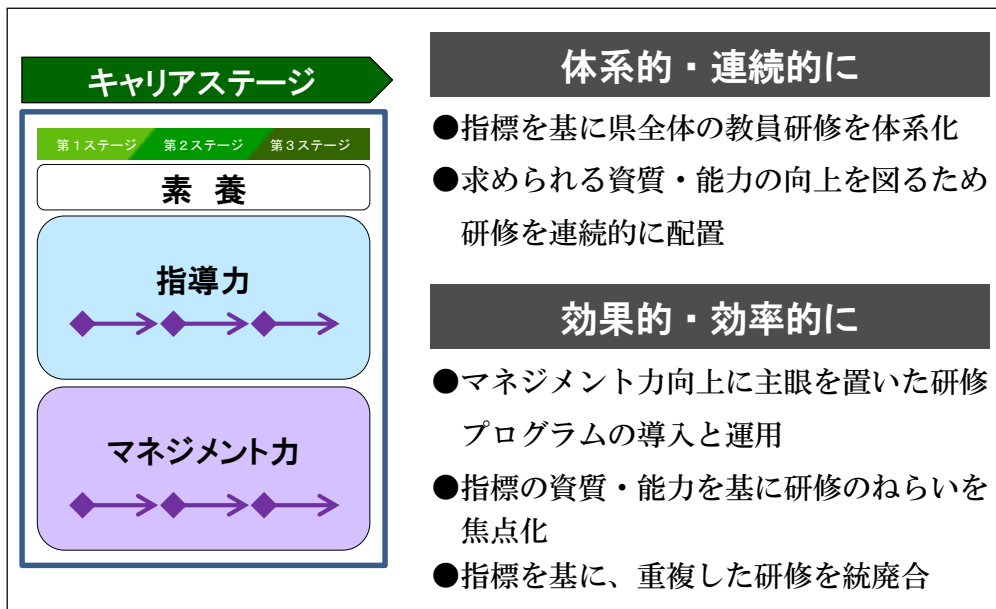 キャリアステージ
第1ステージ 第2ステージ 第3ステージ
素 養
指導力
マネジメント力
体系的・連続的に
●指標を基に県全体の教員研修を体系化
●求められる資質・能力の向上を図るため
研修を連続的に配置
効果的・効率的に
●マネジメント力向上に主眼を置いた研修
プログラムの導入と運用
●指標の資質・能力を基に研修のねらいを
焦点化
●指標を基に、重複した研修を統廃合